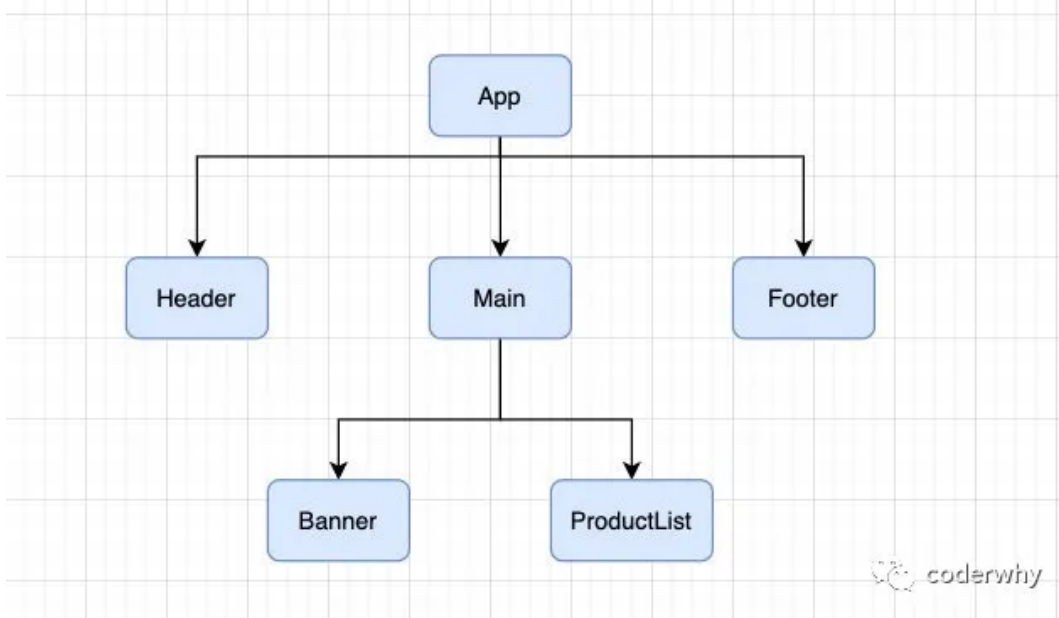 App
Header
Main
Footer
Banner
ProductList
coderwhy